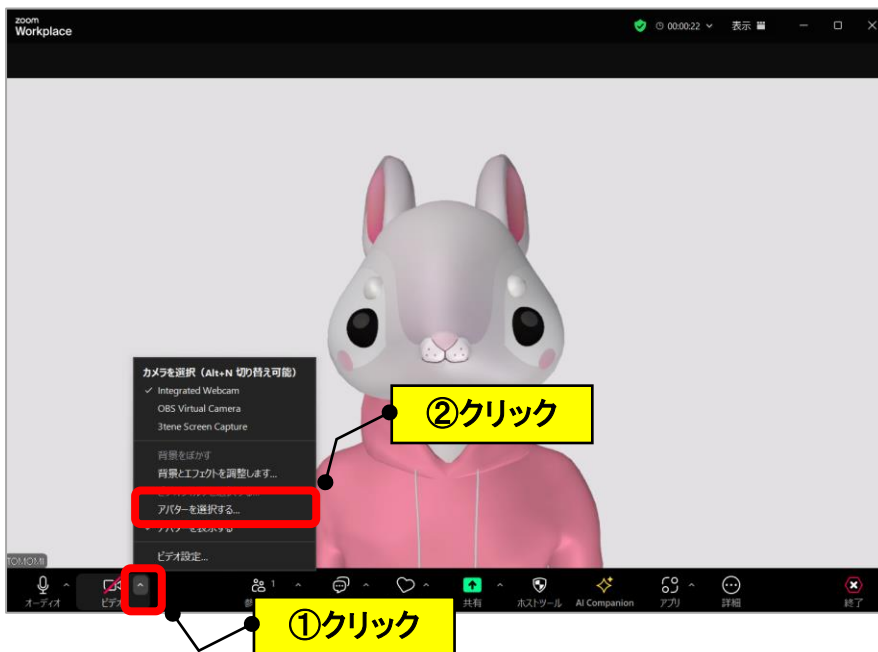 zoom
Workplace
00:00:22
表示
カメラを選択（Alt+N 切り替え可能）
Integrated Webcam
OBS Virtual Camera
3tene Screen Capture
背景をぼかす
背景とエフェクトを調整します...
アバターを選択する...
ビデオ設定...
②クリック
TOMOMI
1
オーディオ
共有
ホストツール
AI Companion
アプリ
詳細
終了
①クリック